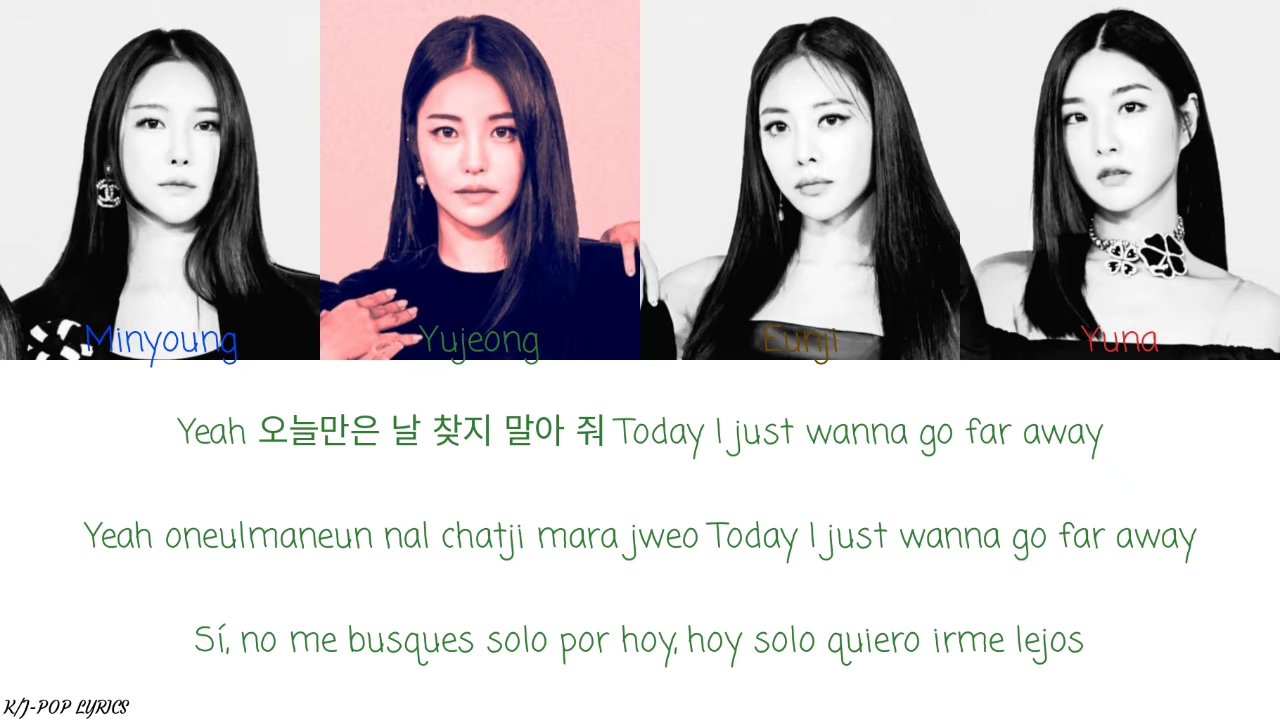 Minyoung
Yujeong
Eunji
Yuna
Yeah 오늘만은 날 찾지 말아 줘 Today I just wanna go far away
Yeah oneulmaneun nal chatji mara jweo Today I just wanna go far away
Sí, no me busques solo por hoy, hoy solo quiero irme lejos
K/J-POP LYRICS